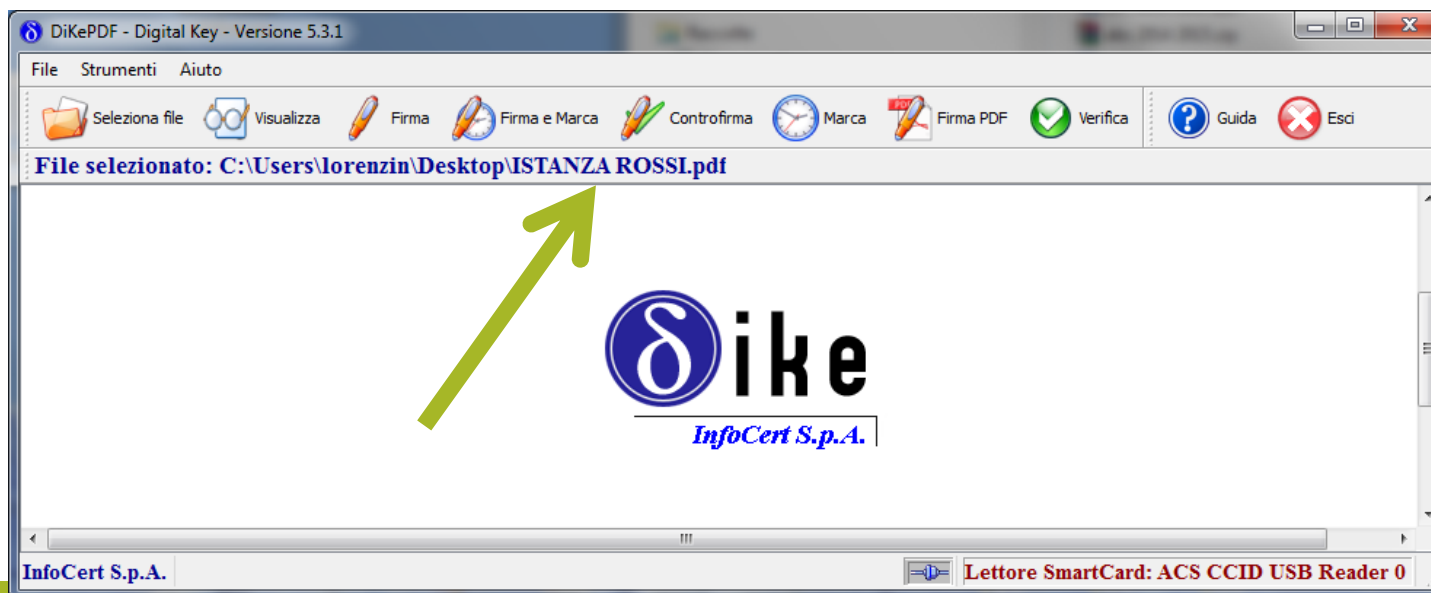 DiKePDF - Digital Key - Versione 5.3.1
File Strumenti Aiuto
Seleziona file Visualizza Firma Firma e Marca Controfirma Marca Firma PDF Verifica Guida Esci
File selezionato: C:\Users\lorenzin\Desktop\ISTANZA ROSSI.pdf
δike
InfoCert S.p.A.
InfoCert S.p.A. Lettore SmartCard: ACS CCID USB Reader 0